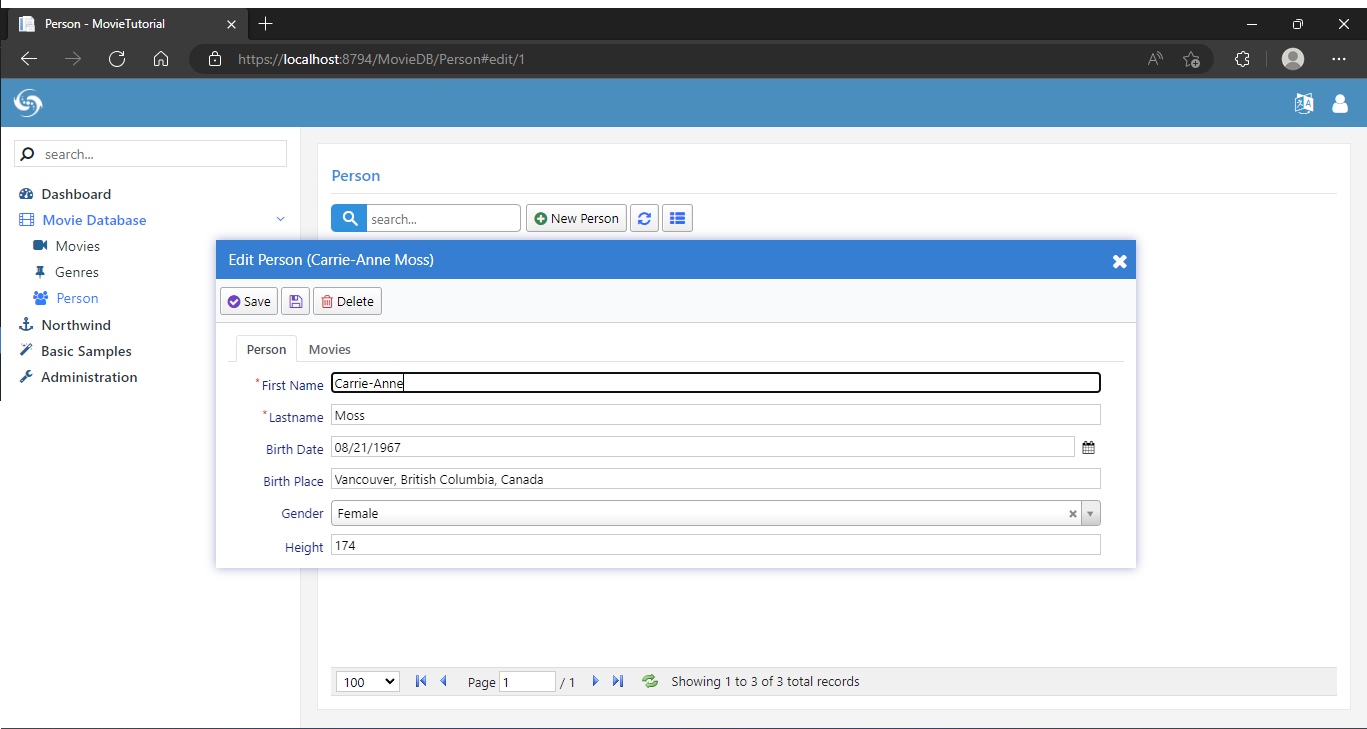 Person - MovieTutorial
https://localhost:8794/MovieDB/Person#edit/1
search...
Dashboard
Movie Database
Movies
Genres
Person
Northwind
Basic Samples
Administration
Person
search...
New Person
Edit Person (Carrie-Anne Moss)
Save
Delete
Person Movies
*First Name Carrie-Anne
*Lastname Moss
Birth Date 08/21/1967
Birth Place Vancouver, British Columbia, Canada
Gender Female
Height 174
100 Page 1 / 1 Showing 1 to 3 of 3 total records